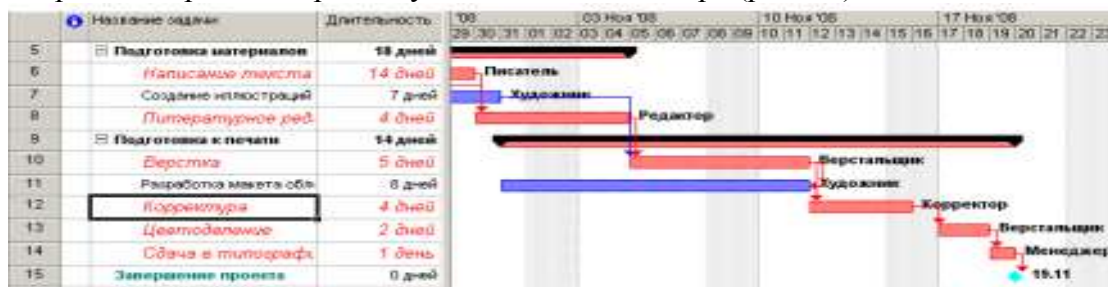 Название задачи Длительность '08 03 Ноя '08 10 Ноя '08 17 Ноя '08
29 30 31 01 02 03 04 05 06 07 08 09 10 11 12 13 14 15 16 17 18 19 20 21 22 23
5 Подготовка материалов 18 дней
6 Написание текста 14 дней Писатель
7 Создание иллюстраций 7 дней Художник
8 Литературное ред. 4 дней Редактор
9 Подготовка к печати 14 дней
10 Верстка 5 дней Верстальщик
11 Разработка макета обл 8 дней Художник
12 Корректура 4 дней Корректор
13 Цветоделение 2 дней Верстальщик
14 Сдача в типографи 1 день Менеджер
15 Завершение проекта 0 дней 19.11